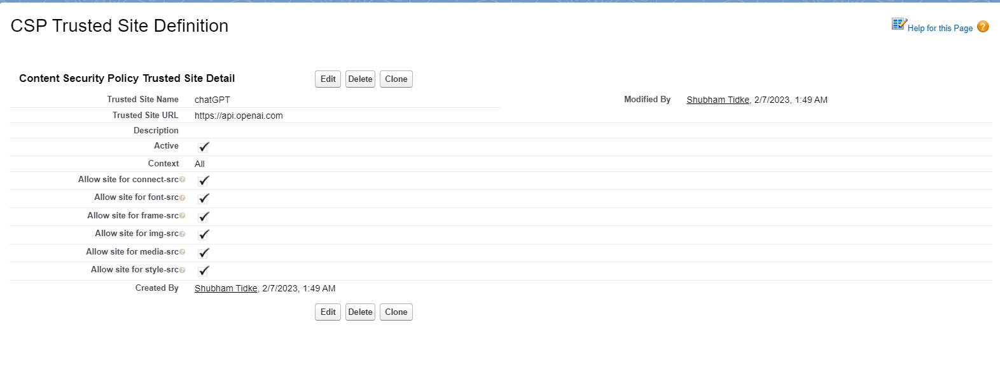 CSP Trusted Site Definition
Help for this Page ?
Content Security Policy Trusted Site Detail
Edit Delete Clone
Trusted Site Name chatGPT
Modified By Shubham Tidke, 2/7/2023, 1:49 AM
Trusted Site URL https://api.openai.com
Description
Active
Context All
Allow site for connect-src ?
Allow site for font-src ?
Allow site for frame-src ?
Allow site for img-src ?
Allow site for media-src ?
Allow site for style-src ?
Created By Shubham Tidke, 2/7/2023, 1:49 AM
Edit Delete Clone